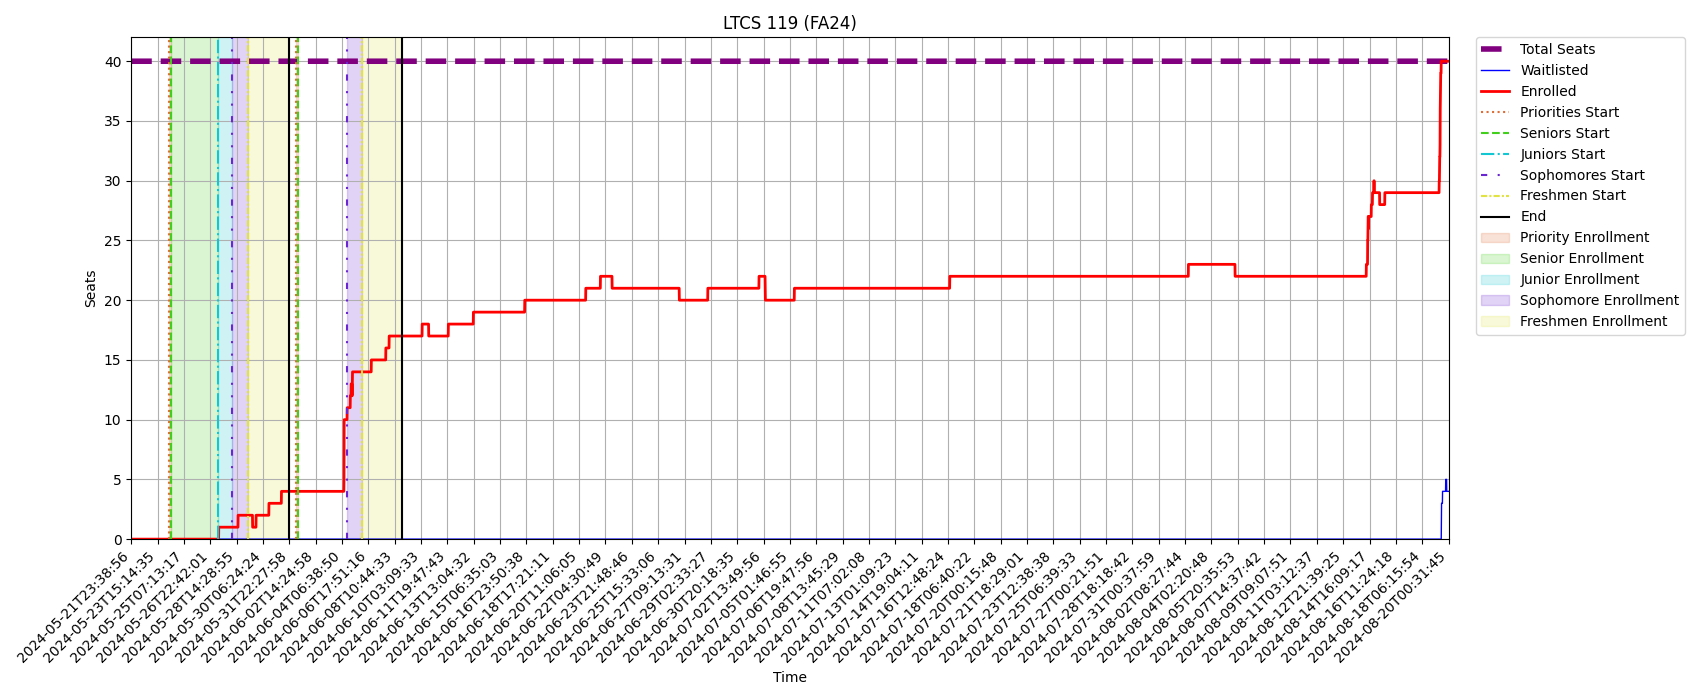 LTCS 119 (FA24)
Total Seats
Waitlisted
Enrolled
Priorities Start
Seniors Start
Juniors Start
Sophomores Start
Freshmen Start
End
Priority Enrollment
Senior Enrollment
Junior Enrollment
Sophomore Enrollment
Freshmen Enrollment
Seats
40
35
30
25
20
15
10
5
0
2024-05-21T23:38:56
2024-05-23T15:14:35
2024-05-25T07:13:17
2024-05-26T22:42:01
2024-05-28T14:28:55
2024-05-30T06:24:24
2024-05-31T22:27:58
2024-06-02T14:24:58
2024-06-04T06:38:50
2024-06-06T17:51:16
2024-06-08T10:44:33
2024-06-10T03:09:33
2024-06-11T19:47:43
2024-06-13T13:04:32
2024-06-15T06:35:03
2024-06-16T23:50:38
2024-06-18T17:21:11
2024-06-20T11:06:05
2024-06-22T04:30:49
2024-06-23T21:48:46
2024-06-25T15:33:06
2024-06-27T09:13:31
2024-06-29T02:33:27
2024-06-30T20:18:35
2024-07-02T13:49:56
2024-07-05T01:46:55
2024-07-06T19:47:56
2024-07-08T13:45:29
2024-07-11T07:02:08
2024-07-13T01:09:23
2024-07-14T19:04:11
2024-07-16T12:48:24
2024-07-18T06:40:22
2024-07-20T00:15:48
2024-07-21T18:29:01
2024-07-23T12:38:38
2024-07-25T06:39:33
2024-07-27T00:21:51
2024-07-28T18:18:42
2024-07-31T00:37:59
2024-08-02T08:27:44
2024-08-04T02:20:48
2024-08-05T20:35:53
2024-08-07T14:37:42
2024-08-09T09:07:51
2024-08-11T03:12:37
2024-08-12T21:39:25
2024-08-14T16:09:17
2024-08-16T11:24:18
2024-08-18T06:15:54
2024-08-20T00:31:45
Time